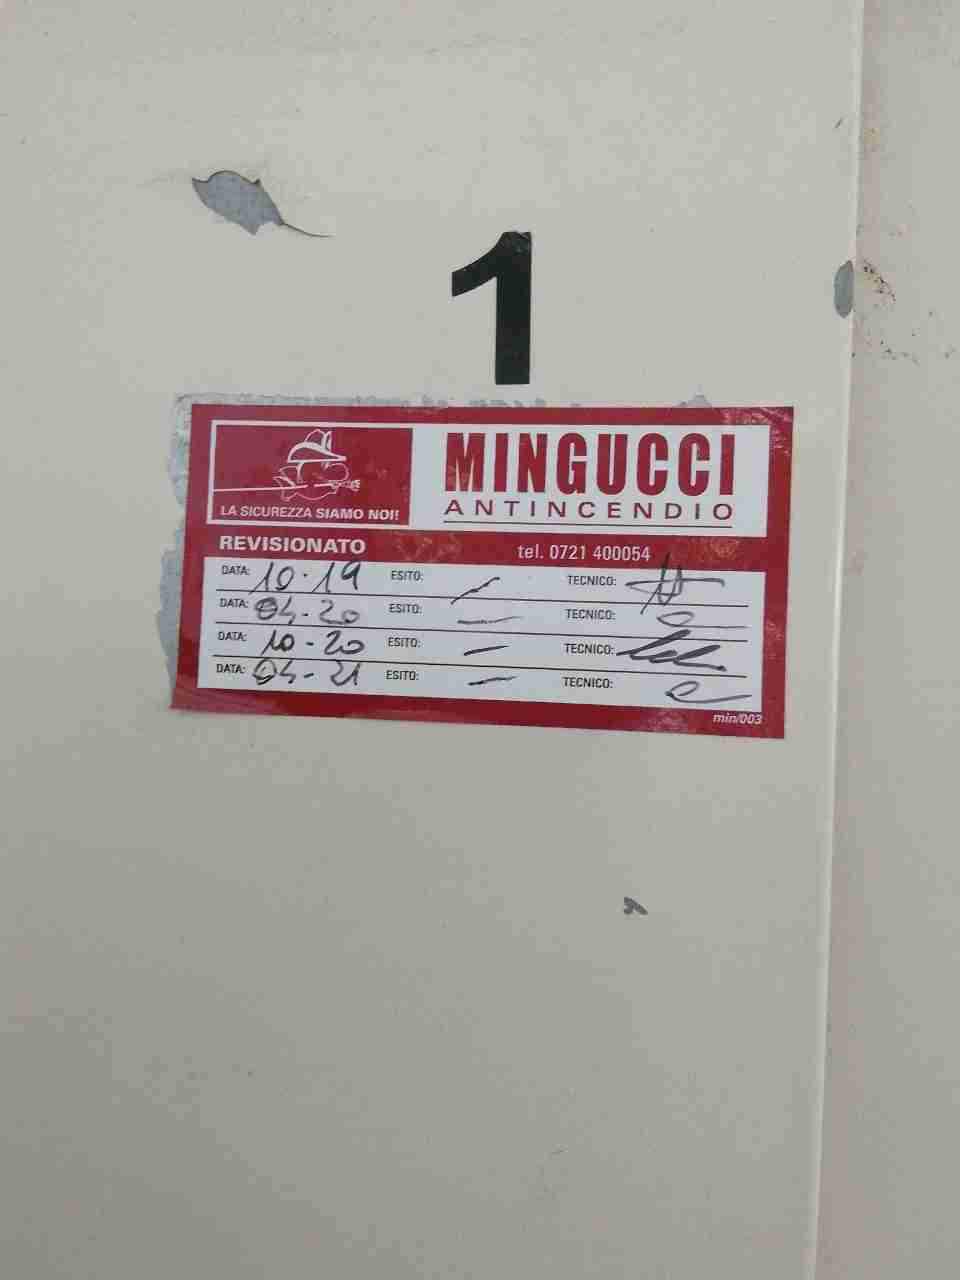 1
LA SICUREZZA SIAMO NOI!
MINGUCCI
ANTINCENDIO
REVISIONATO tel. 0721 400054
DATA: 10-19 ESITO: TECNICO:
DATA: 04-20 ESITO: TECNICO:
DATA: 10-20 ESITO: TECNICO:
DATA: 04-21 ESITO: TECNICO:
min/003